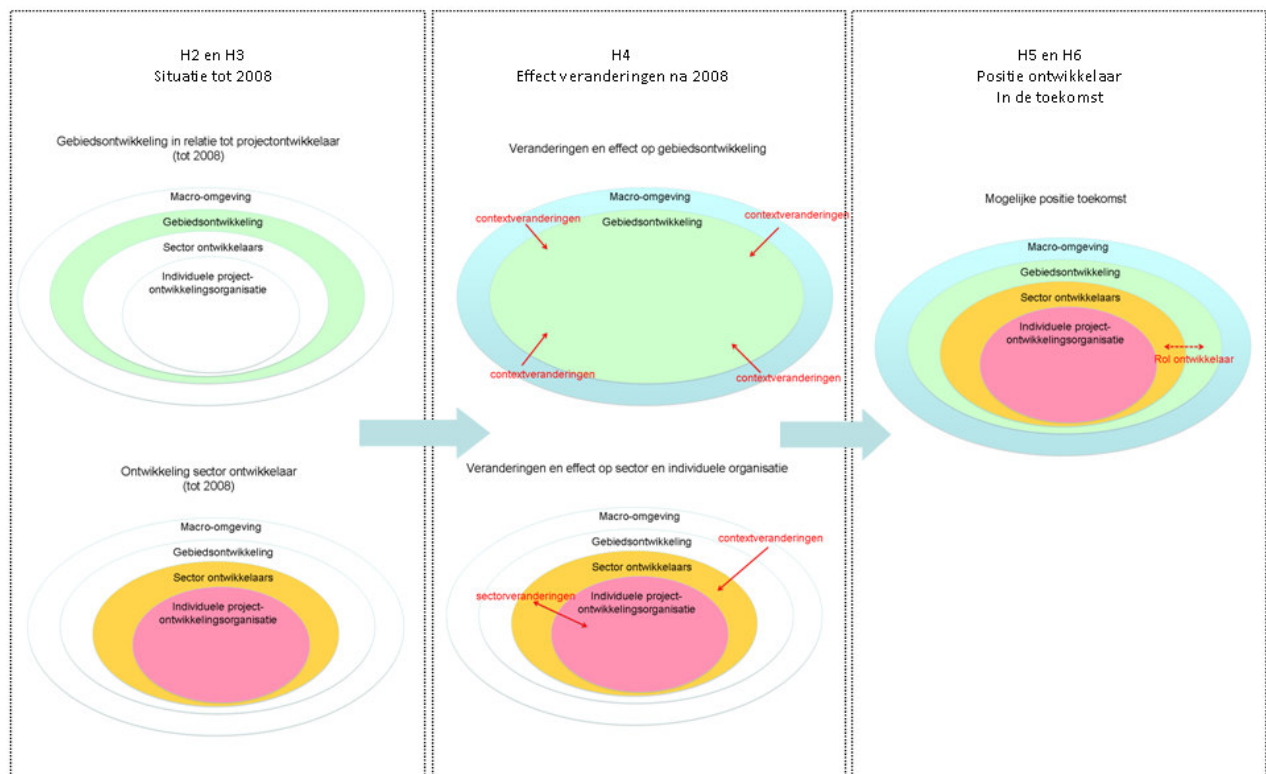 H2 en H3
Situatie tot 2008
Gebiedsontwikkeling in relatie tot projectontwikkelaar
(tot 2008)
Macro-omgeving
Gebiedsontwikkeling
Sector ontwikkelaars
Individuele project-
ontwikkelingsorganisatie
Ontwikkeling sector ontwikkelaar
(tot 2008)
Macro-omgeving
Gebiedsontwikkeling
Sector ontwikkelaars
Individuele project-
ontwikkelingsorganisatie
H4
Effect veranderingen na 2008
Veranderingen en effect op gebiedsontwikkeling
Macro-omgeving
Gebiedsontwikkeling
contextveranderingen
contextveranderingen
contextveranderingen
contextveranderingen
Veranderingen en effect op sector en individuele organisatie
Macro-omgeving
Gebiedsontwikkeling
contextveranderingen
Sector ontwikkelaars
Individuele project-
ontwikkelingsorganisatie
sectorveranderingen
H5 en H6
Positie ontwikkelaar
In de toekomst
Mogelijke positie toekomst
Macro-omgeving
Gebiedsontwikkeling
Sector ontwikkelaars
Individuele project-
ontwikkelingsorganisatie
Rol ontwikkelaar